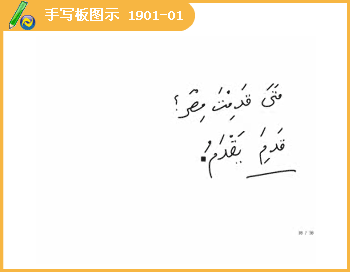 手写板图示 1901-01
مَتَى قَدِمْتَ مِصْرَ؟
قَدِمَ يَقْدَمُ